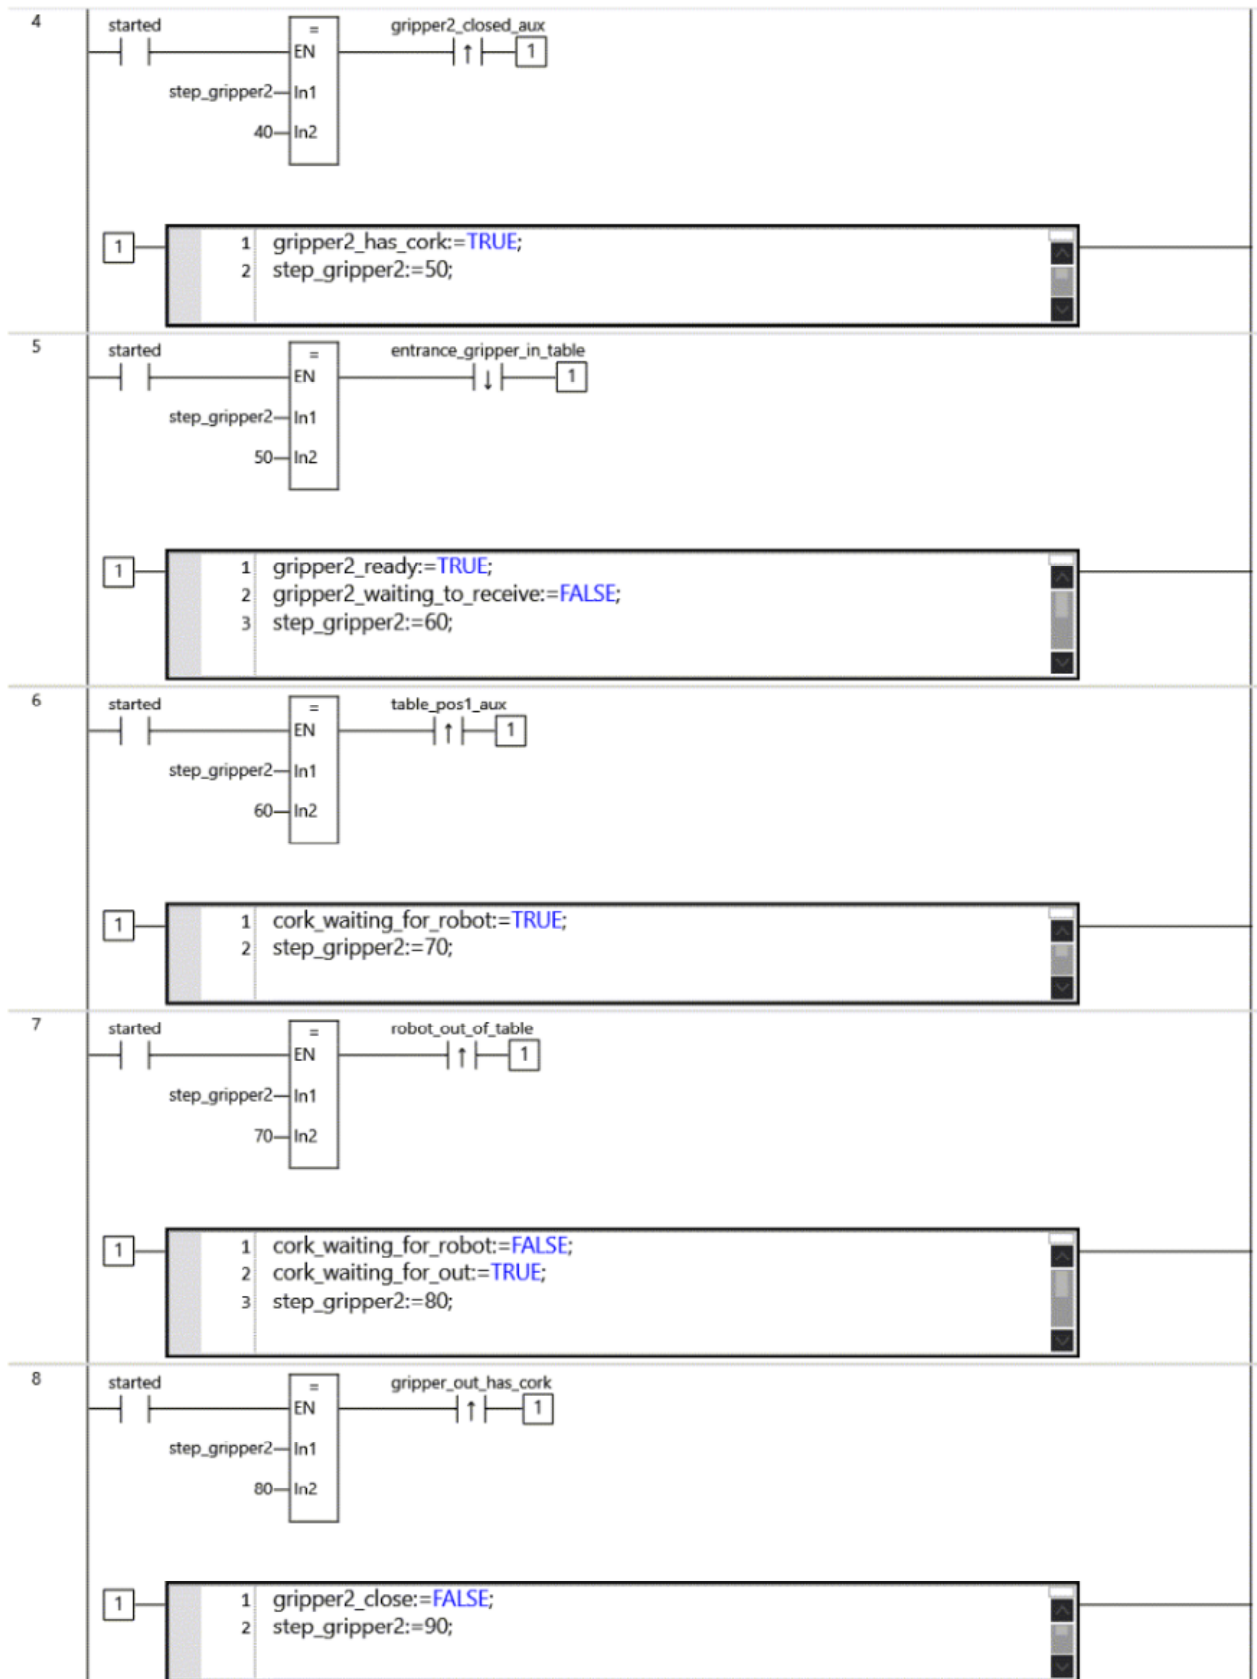 4
started
=
gripper2_closed_aux
EN
↑
1
step_gripper2
In1
40
In2
1
1 gripper2_has_cork:=TRUE;
2 step_gripper2:=50;
5
started
=
entrance_gripper_in_table
EN
↓
1
step_gripper2
In1
50
In2
1
1 gripper2_ready:=TRUE;
2 gripper2_waiting_to_receive:=FALSE;
3 step_gripper2:=60;
6
started
=
table_pos1_aux
EN
↑
1
step_gripper2
In1
60
In2
1
1 cork_waiting_for_robot:=TRUE;
2 step_gripper2:=70;
7
started
=
robot_out_of_table
EN
↑
1
step_gripper2
In1
70
In2
1
1 cork_waiting_for_robot:=FALSE;
2 cork_waiting_for_out:=TRUE;
3 step_gripper2:=80;
8
started
=
gripper_out_has_cork
EN
↑
1
step_gripper2
In1
80
In2
1
1 gripper2_close:=FALSE;
2 step_gripper2:=90;